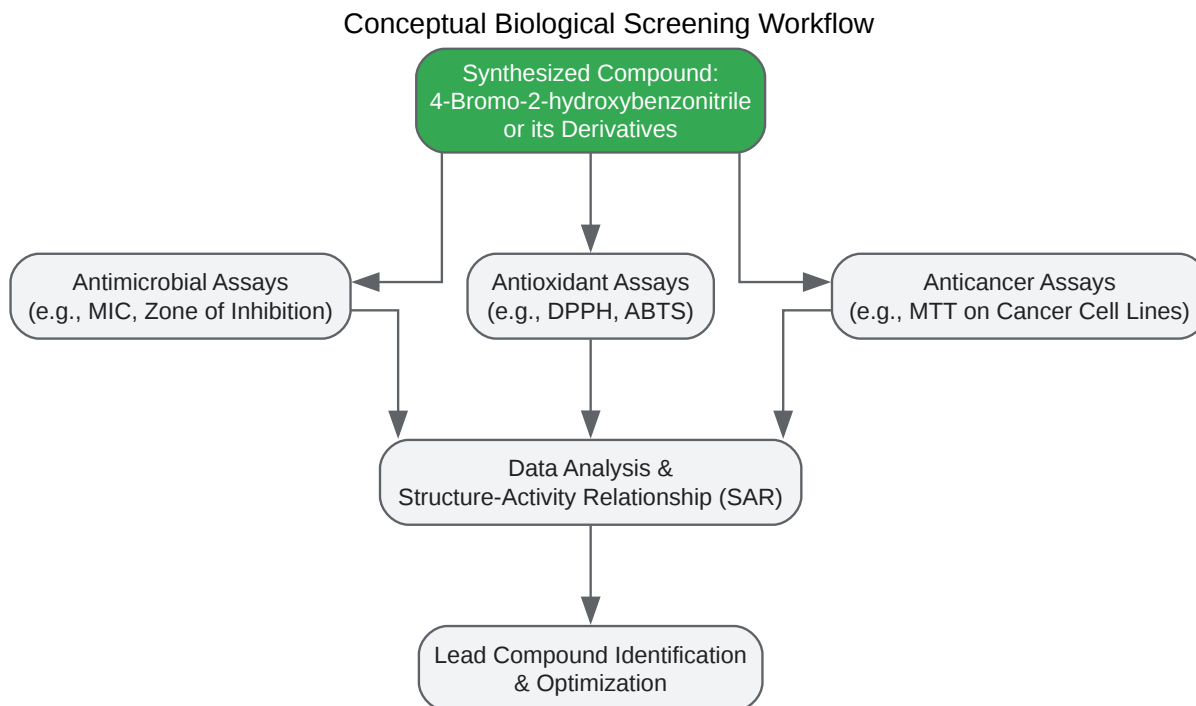 Conceptual Biological Screening Workflow
Synthesized Compound:
4-Bromo-2-hydroxybenzonitrile
or its Derivatives
Antimicrobial Assays
(e.g., MIC, Zone of Inhibition)
Antioxidant Assays
(e.g., DPPH, ABTS)
Anticancer Assays
(e.g., MTT on Cancer Cell Lines)
Data Analysis &
Structure-Activity Relationship (SAR)
Lead Compound Identification
& Optimization